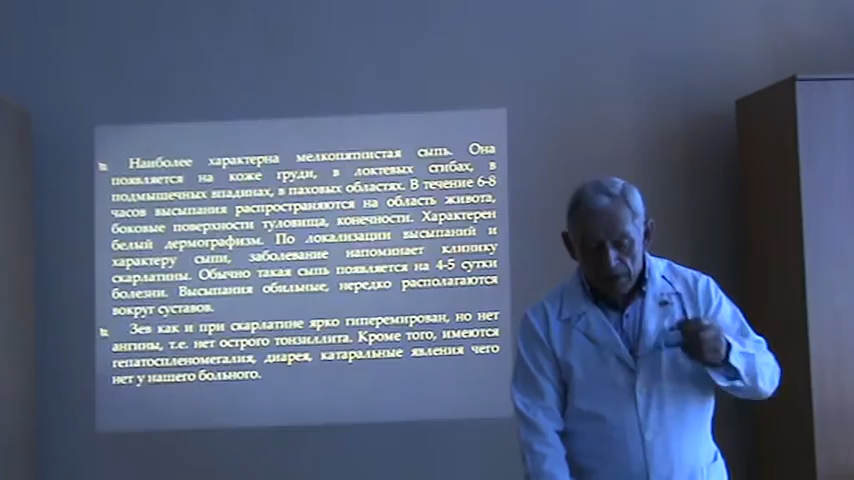 Наиболее характерна мелкопятнистая сыпь. Она
появляется на коже груди, в локтевых сгибах, в
подмышечных впадинах, в паховых областях. В течение 6-8
часов высыпания распространяются на область живота,
боковые поверхности туловища, конечности. Характерен
белый дермографизм. По локализации высыпаний и
характеру сыпи, заболевание напоминает клинику
скарлатины. Обычно такая сыпь появляется на 4-5 сутки
болезни. Высыпания обильные, нередко располагаются
вокруг суставов.
Зев как и при скарлатине ярко гиперемирован, но нет
ангины, т.е. нет острого тонзиллита. Кроме того, имеются
гепатоспленомегалия, диарея, катаральные явления чего
нет у нашего больного.